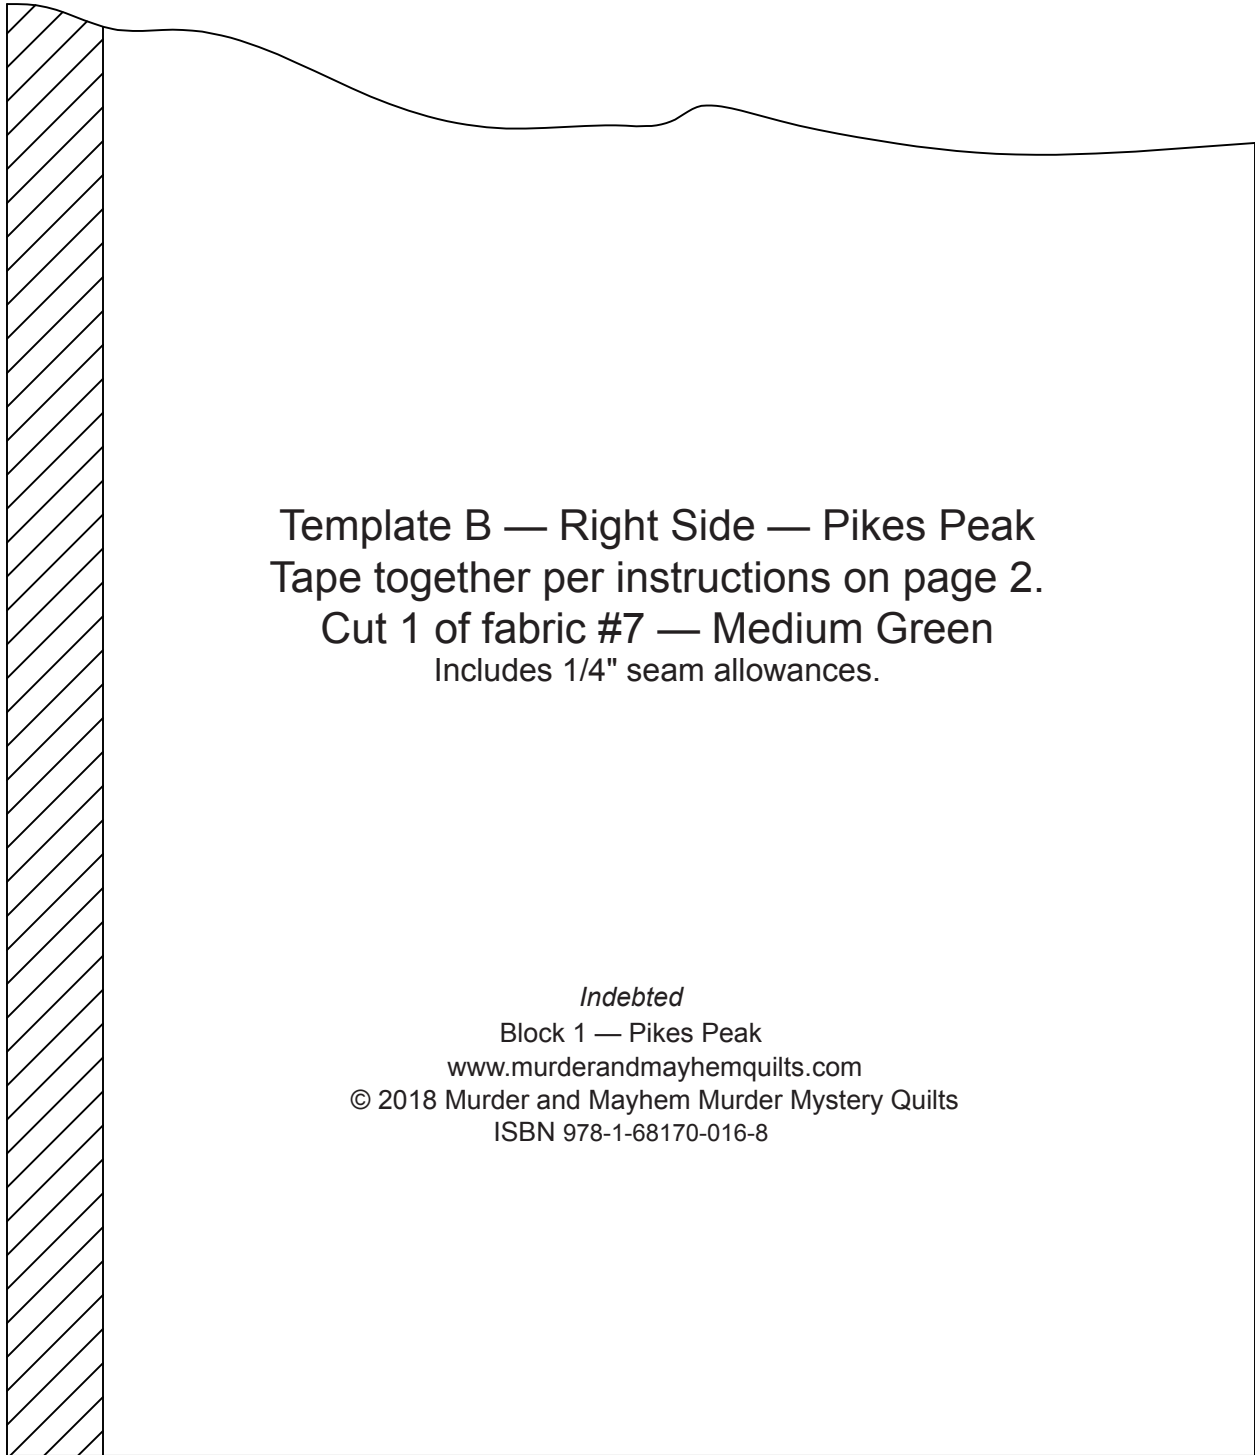 Template B — Right Side — Pikes Peak
Tape together per instructions on page 2.
Cut 1 of fabric #7 — Medium Green
Includes 1/4" seam allowances.
Indebted
Block 1 — Pikes Peak
www.murderandmayhemquilts.com
© 2018 Murder and Mayhem Murder Mystery Quilts
ISBN 978-1-68170-016-8